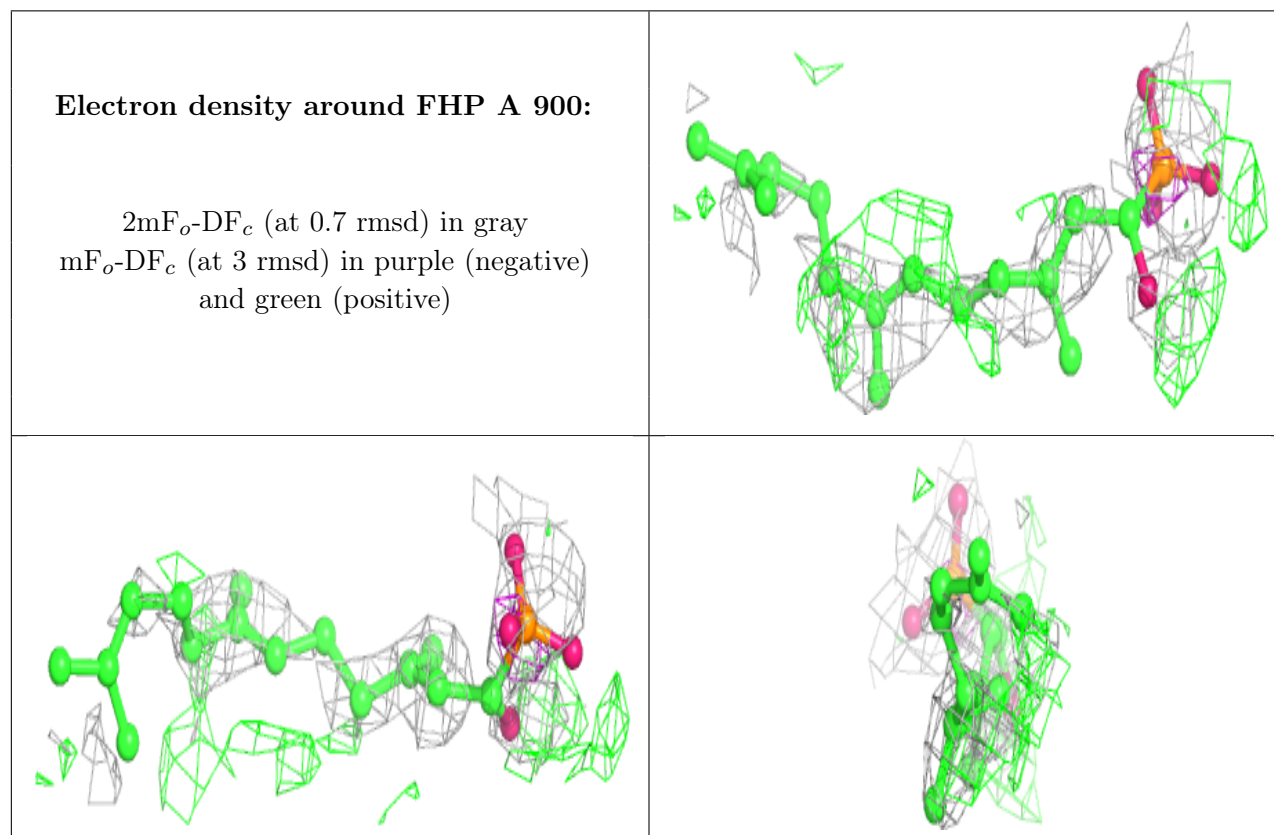 Electron density around FHP A 900:
2mFₒ-DF𝒸 (at 0.7 rmsd) in gray
mFₒ-DF𝒸 (at 3 rmsd) in purple (negative)
and green (positive)